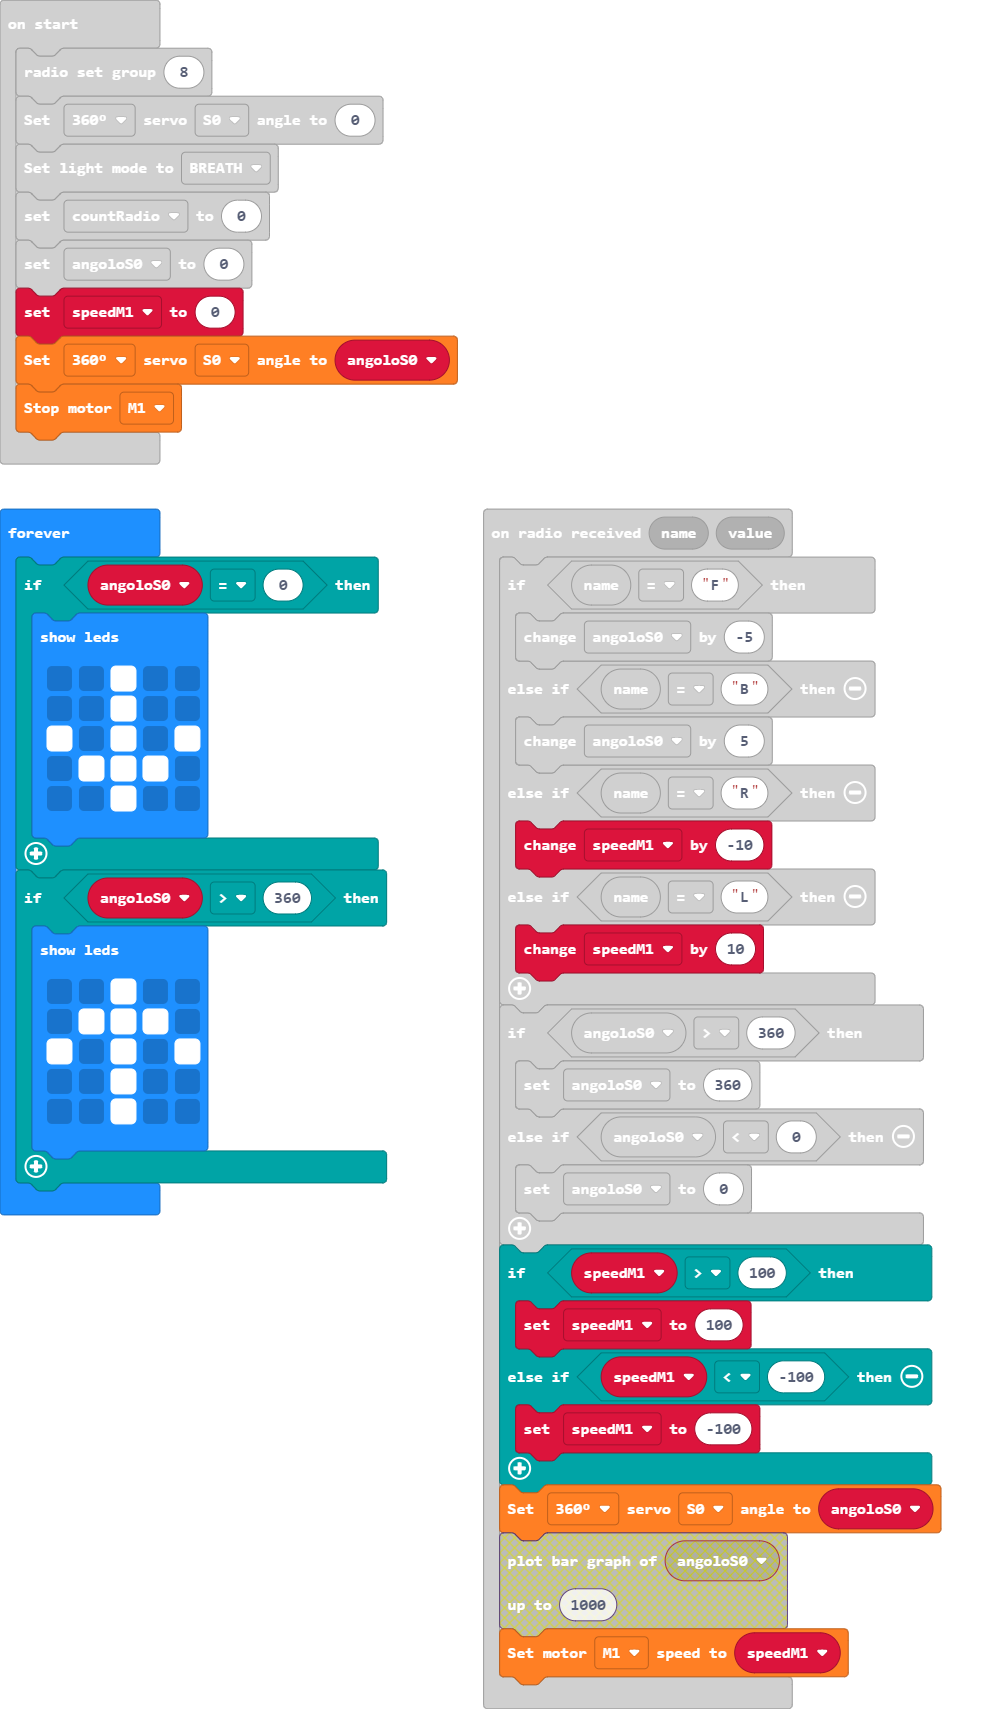 on start
radio set group 8
Set 360° servo S0 angle to 0
Set light mode to BREATH
set countRadio to 0
set angoloS0 to 0
set speedM1 to 0
Set 360° servo S0 angle to angoloS0
Stop motor M1
forever
if angoloS0 = 0 then
show leds
if angoloS0 > 360 then
show leds
on radio received name value
if name = "F" then
change angoloS0 by -5
else if name = "B" then
change angoloS0 by 5
else if name = "R" then
change speedM1 by -10
else if name = "L" then
change speedM1 by 10
if angoloS0 > 360 then
set angoloS0 to 360
else if angoloS0 < 0 then
set angoloS0 to 0
if speedM1 > 100 then
set speedM1 to 100
else if speedM1 < -100 then
set speedM1 to -100
Set 360° servo S0 angle to angoloS0
plot bar graph of angoloS0
up to 1000
Set motor M1 speed to speedM1